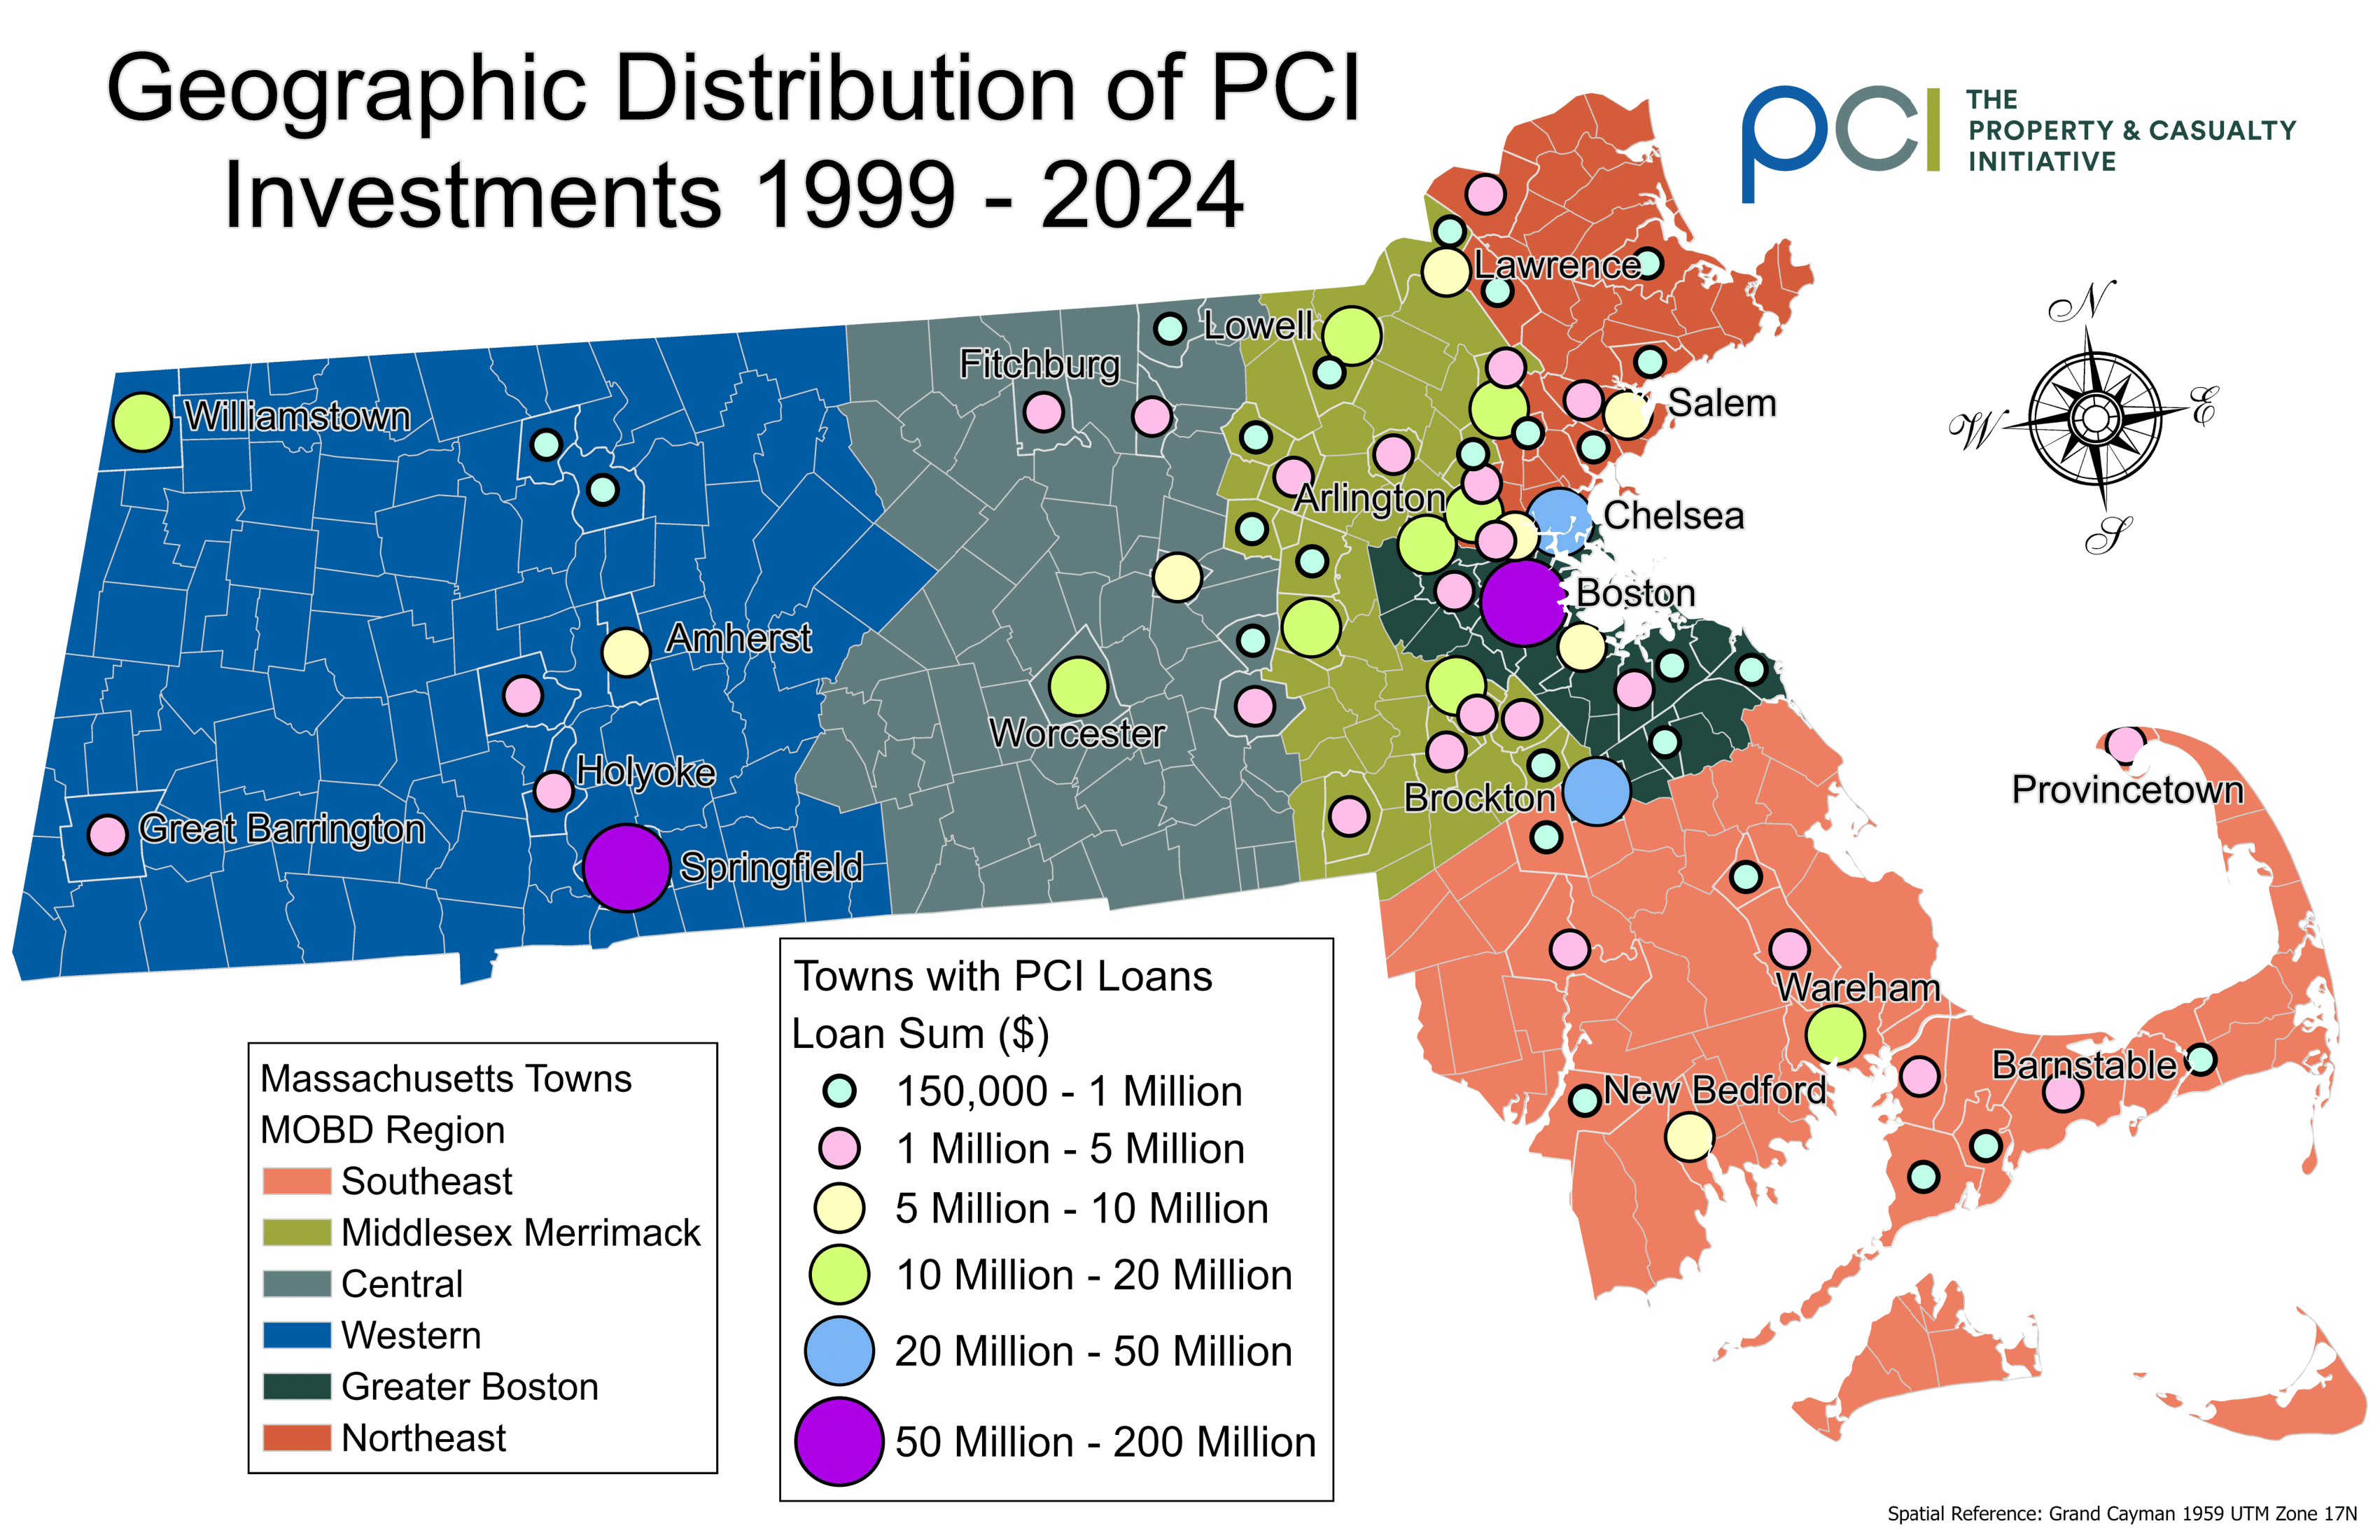 Geographic Distribution of PCI
Investments 1999 - 2024
pci
THE
PROPERTY & CASUALTY
INITIATIVE
N
W
E
S
Lawrence
Lowell
Fitchburg
Williamstown
Salem
Arlington
Chelsea
Boston
Amherst
Worcester
Holyoke
Provincetown
Brockton
Great Barrington
Springfield
Wareham
Barnstable
New Bedford
Massachusetts Towns
MOBD Region
Southeast
Middlesex Merrimack
Central
Western
Greater Boston
Northeast
Towns with PCI Loans
Loan Sum ($)
150,000 - 1 Million
1 Million - 5 Million
5 Million - 10 Million
10 Million - 20 Million
20 Million - 50 Million
50 Million - 200 Million
Spatial Reference: Grand Cayman 1959 UTM Zone 17N